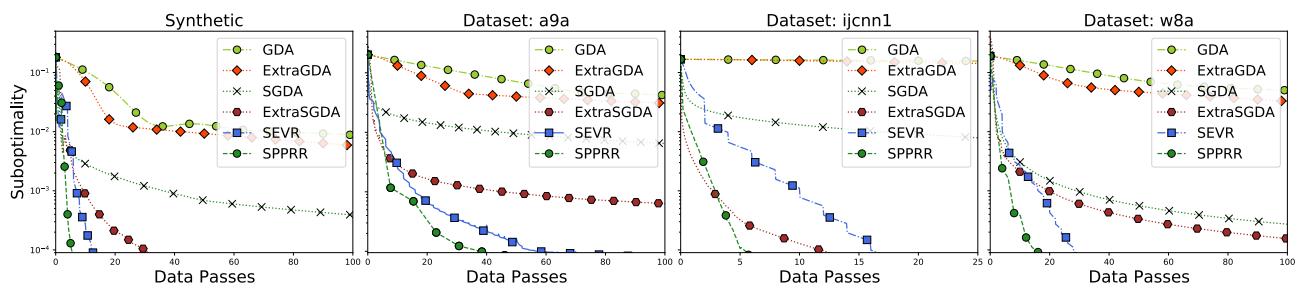 Synthetic
Suboptimality
10⁻¹
10⁻²
10⁻³
10⁻⁴
0 20 40 60 80 100
Data Passes
GDA
ExtraGDA
SGDA
ExtraSGDA
SEVR
SPPRR
Dataset: a9a
0 20 40 60 80 100
Data Passes
GDA
ExtraGDA
SGDA
ExtraSGDA
SEVR
SPPRR
Dataset: ijcnn1
0 5 10 15 20 25
Data Passes
GDA
ExtraGDA
SGDA
ExtraSGDA
SEVR
SPPRR
Dataset: w8a
0 20 40 60 80 100
Data Passes
GDA
ExtraGDA
SGDA
ExtraSGDA
SEVR
SPPRR